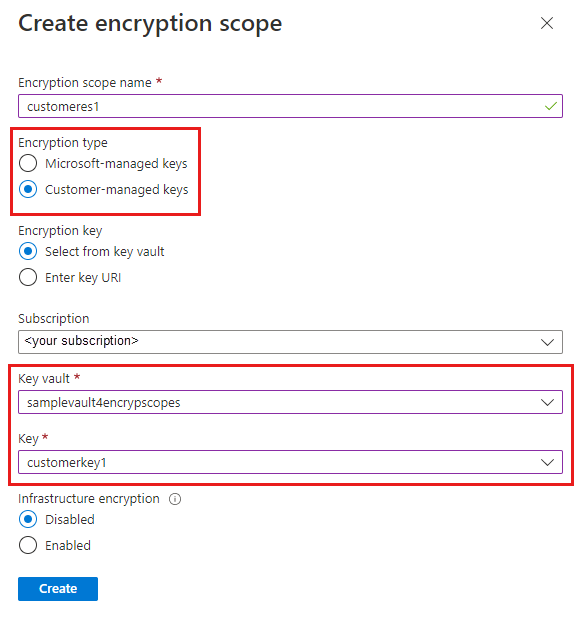 Create encryption scope
Encryption scope name *
customeres1
Encryption type
Microsoft-managed keys
Customer-managed keys
Encryption key
Select from key vault
Enter key URI
Subscription
<your subscription>
Key vault *
samplevault4encrypscopes
Key *
customerkey1
Infrastructure encryption
Disabled
Enabled
Create